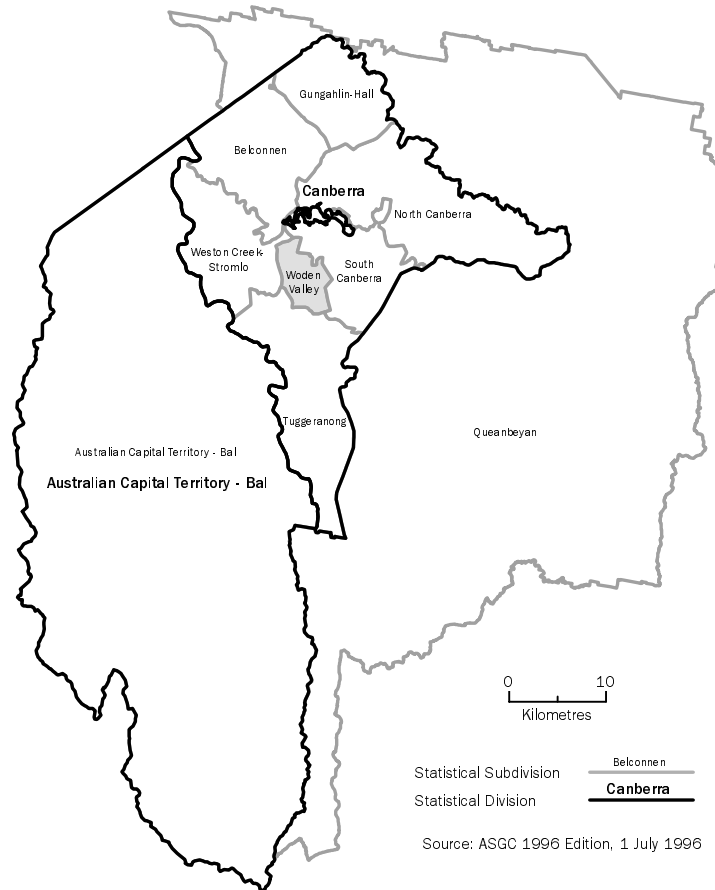 Gungahlin-Hall
Belconnen
Canberra
North Canberra
Weston Creek-
Stromlo
South
Canberra
Woden
Valley
Tuggeranong
Queanbeyan
Australian Capital Territory - Bal
Australian Capital Territory - Bal
0 10
Kilometres
Belconnen
Statistical Subdivision
Canberra
Statistical Division
Source: ASGC 1996 Edition, 1 July 1996